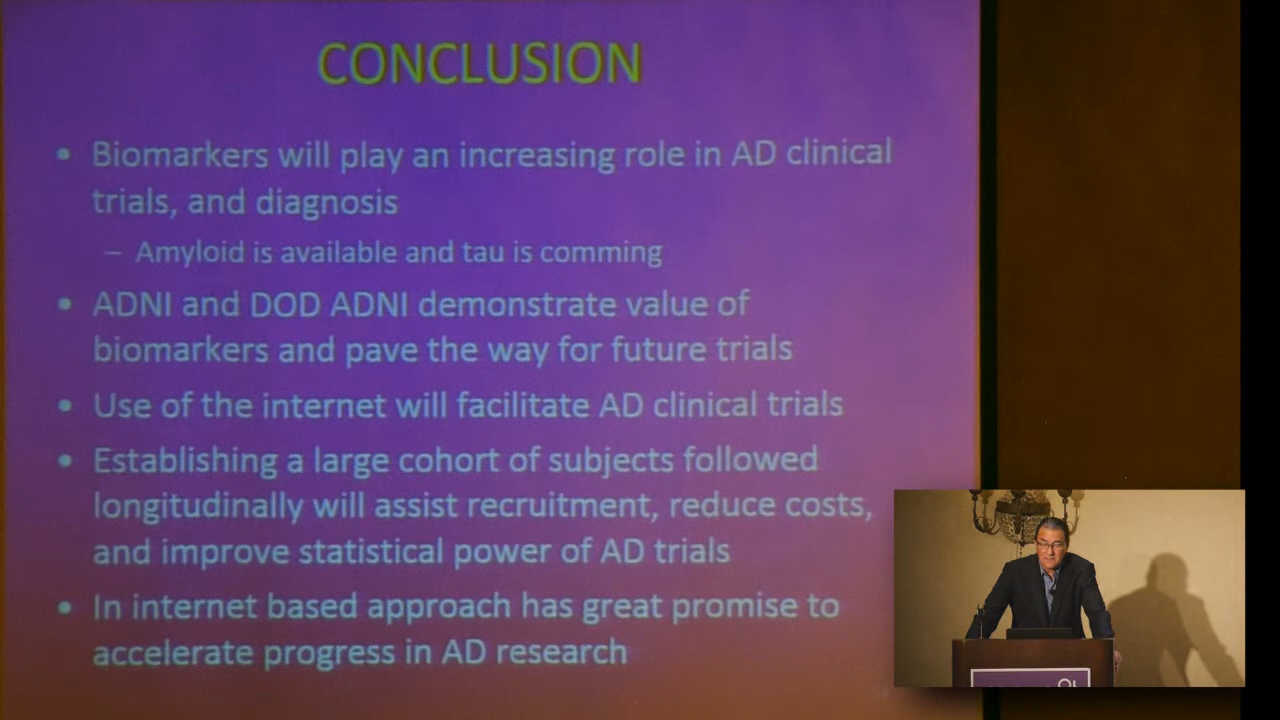 CONCLUSION
• Biomarkers will play an increasing role in AD clinical
trials, and diagnosis
– Amyloid is available and tau is comming
• ADNI and DOD ADNI demonstrate value of
biomarkers and pave the way for future trials
• Use of the internet will facilitate AD clinical trials
• Establishing a large cohort of subjects followed
longitudinally will assist recruitment, reduce costs,
and improve statistical power of AD trials
• In internet based approach has great promise to
accelerate progress in AD research